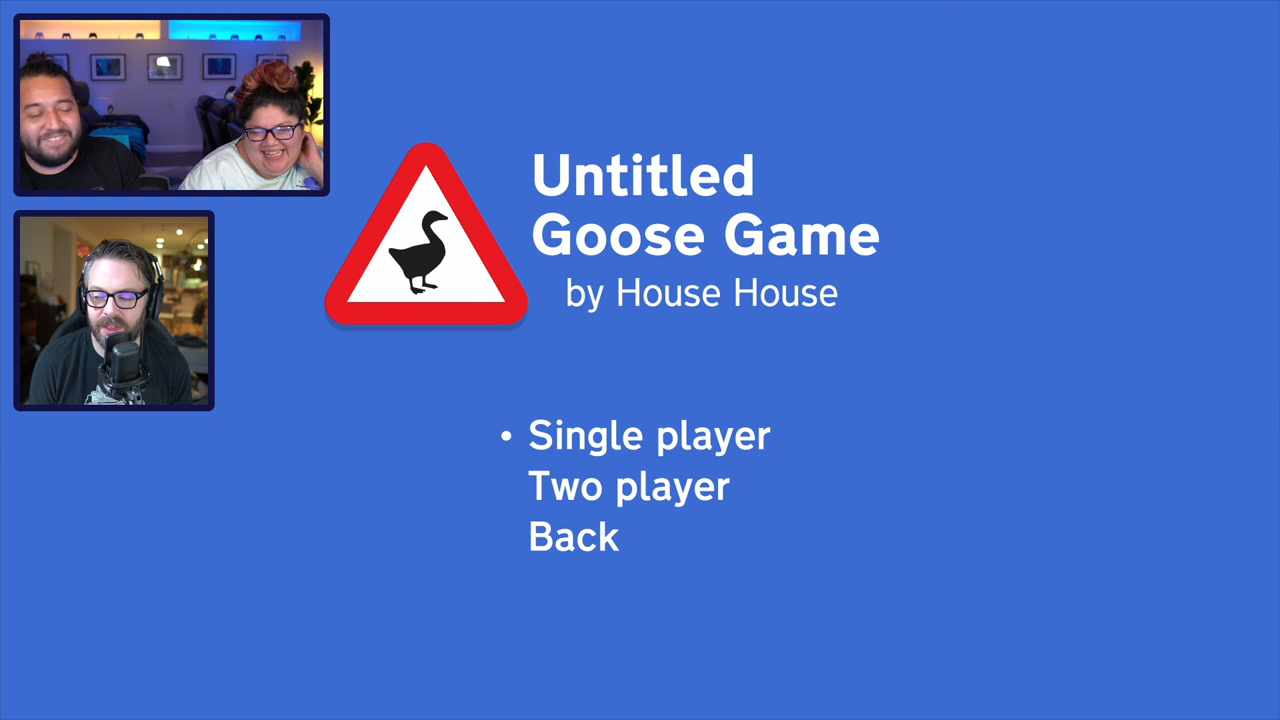 Untitled
Goose Game
by House House
• Single player
Two player
Back